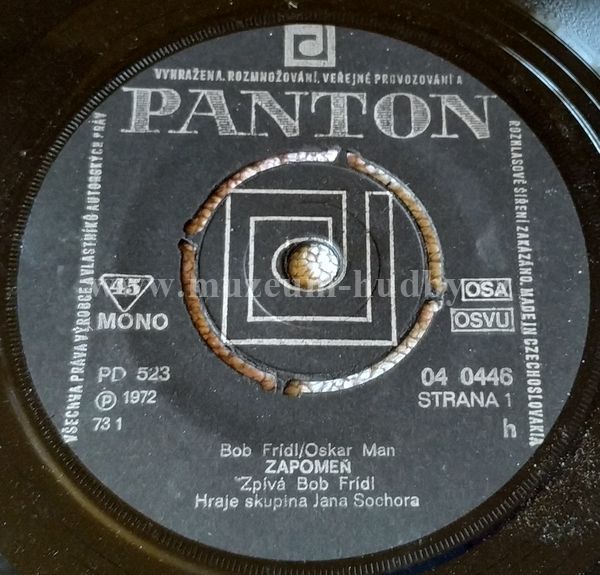 VŠECHNA PRÁVA VÝROBCE A VLASTNÍKŮ AUTORSKÝCH PRÁV
VYHRAŽENA. ROZMNOŽOVÁNÍ, VEŘEJNÉ PROVOZOVÁNÍ A
ROZHLASOVÉ ŠÍŘENÍ ZAKÁZÁNO. MADE IN CZECHOSLOVAKIA
PANTON
www.muzeum-hudby
45
MONO
OSA
OSVU
PD 523
℗ 1972
73 1
04 0446
STRANA 1
h
Bob Frídl/Oskar Man
ZAPOMEŇ
Zpívá Bob Frídl
Hraje skupina Jana Sochora